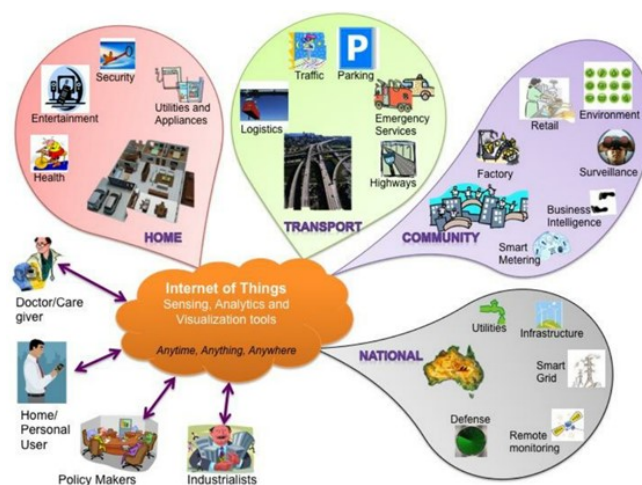 Security
Entertainment
Utilities and
Appliances
Health
HOME
Traffic
P
Parking
Logistics
Emergency
Services
Highways
TRANSPORT
Retail
Environment
Factory
Surveillance
Business
Intelligence
COMMUNITY
Smart
Metering
Internet of Things
Sensing, Analytics and
Visualization tools
Anytime, Anything, Anywhere
NATIONAL
Utilities
Infrastructure
Smart
Grid
Defense
Remote
monitoring
Doctor/Care
giver
Home/
Personal
User
Policy Makers
Industrialists